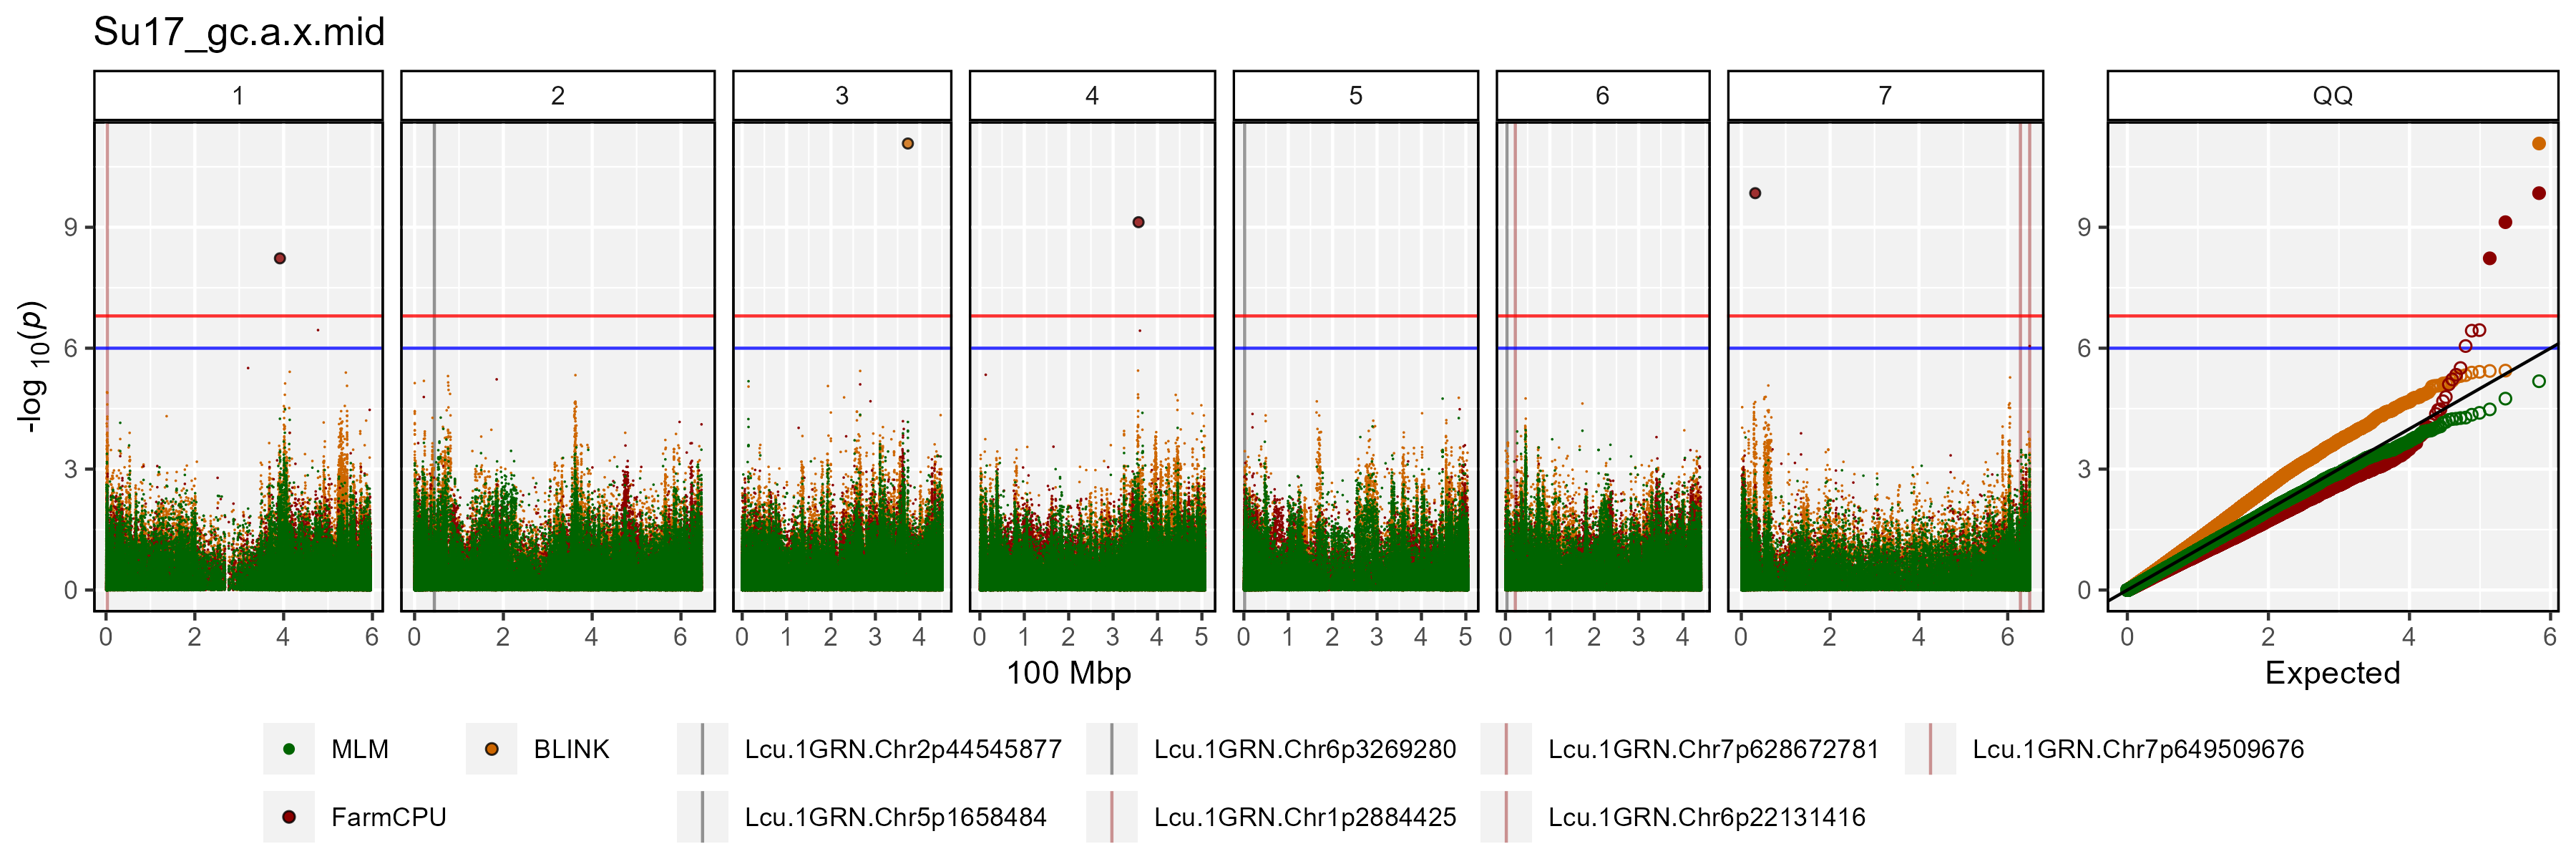 Su17_gc.a.x.mid
1 2 3 4 5 6 7 QQ
-log 10(p)
9 9
6 6
3 3
0 0
0 2 4 6 0 2 4 6 0 1 2 3 4 0 1 2 3 4 5 0 1 2 3 4 5 0 1 2 3 4 0 2 4 6 0 2 4 6
100 Mbp Expected
MLM BLINK Lcu.1GRN.Chr2p44545877 Lcu.1GRN.Chr6p3269280 Lcu.1GRN.Chr7p628672781 Lcu.1GRN.Chr7p649509676
FarmCPU Lcu.1GRN.Chr5p1658484 Lcu.1GRN.Chr1p2884425 Lcu.1GRN.Chr6p22131416